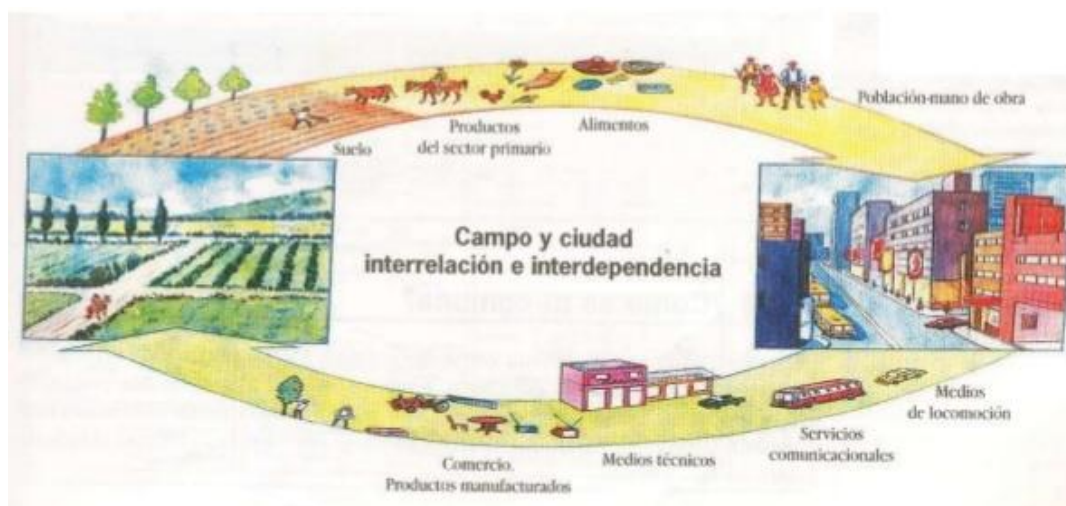 Población-mano de obra
Productos
del sector primario
Alimentos
Suelo
Campo y ciudad
interrelación e interdependencia
Medios
de locomoción
Servicios
comunicacionales
Medios técnicos
Comercio.
Productos manufacturados